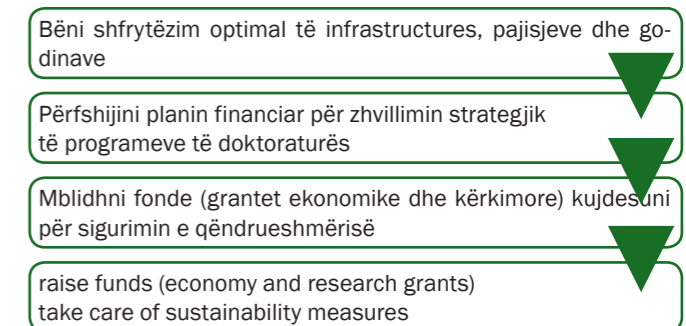 Bëni shfrytëzim optimal të infrastructures, pajisjeve dhe go-
dinave
Përfshijini planin financiar për zhvillimin strategjik
të programeve të doktoraturës
Mblidhni fonde (grantet ekonomike dhe kërkimore) kujdesuni
për sigurimin e qëndrueshmërisë
raise funds (economy and research grants)
take care of sustainability measures